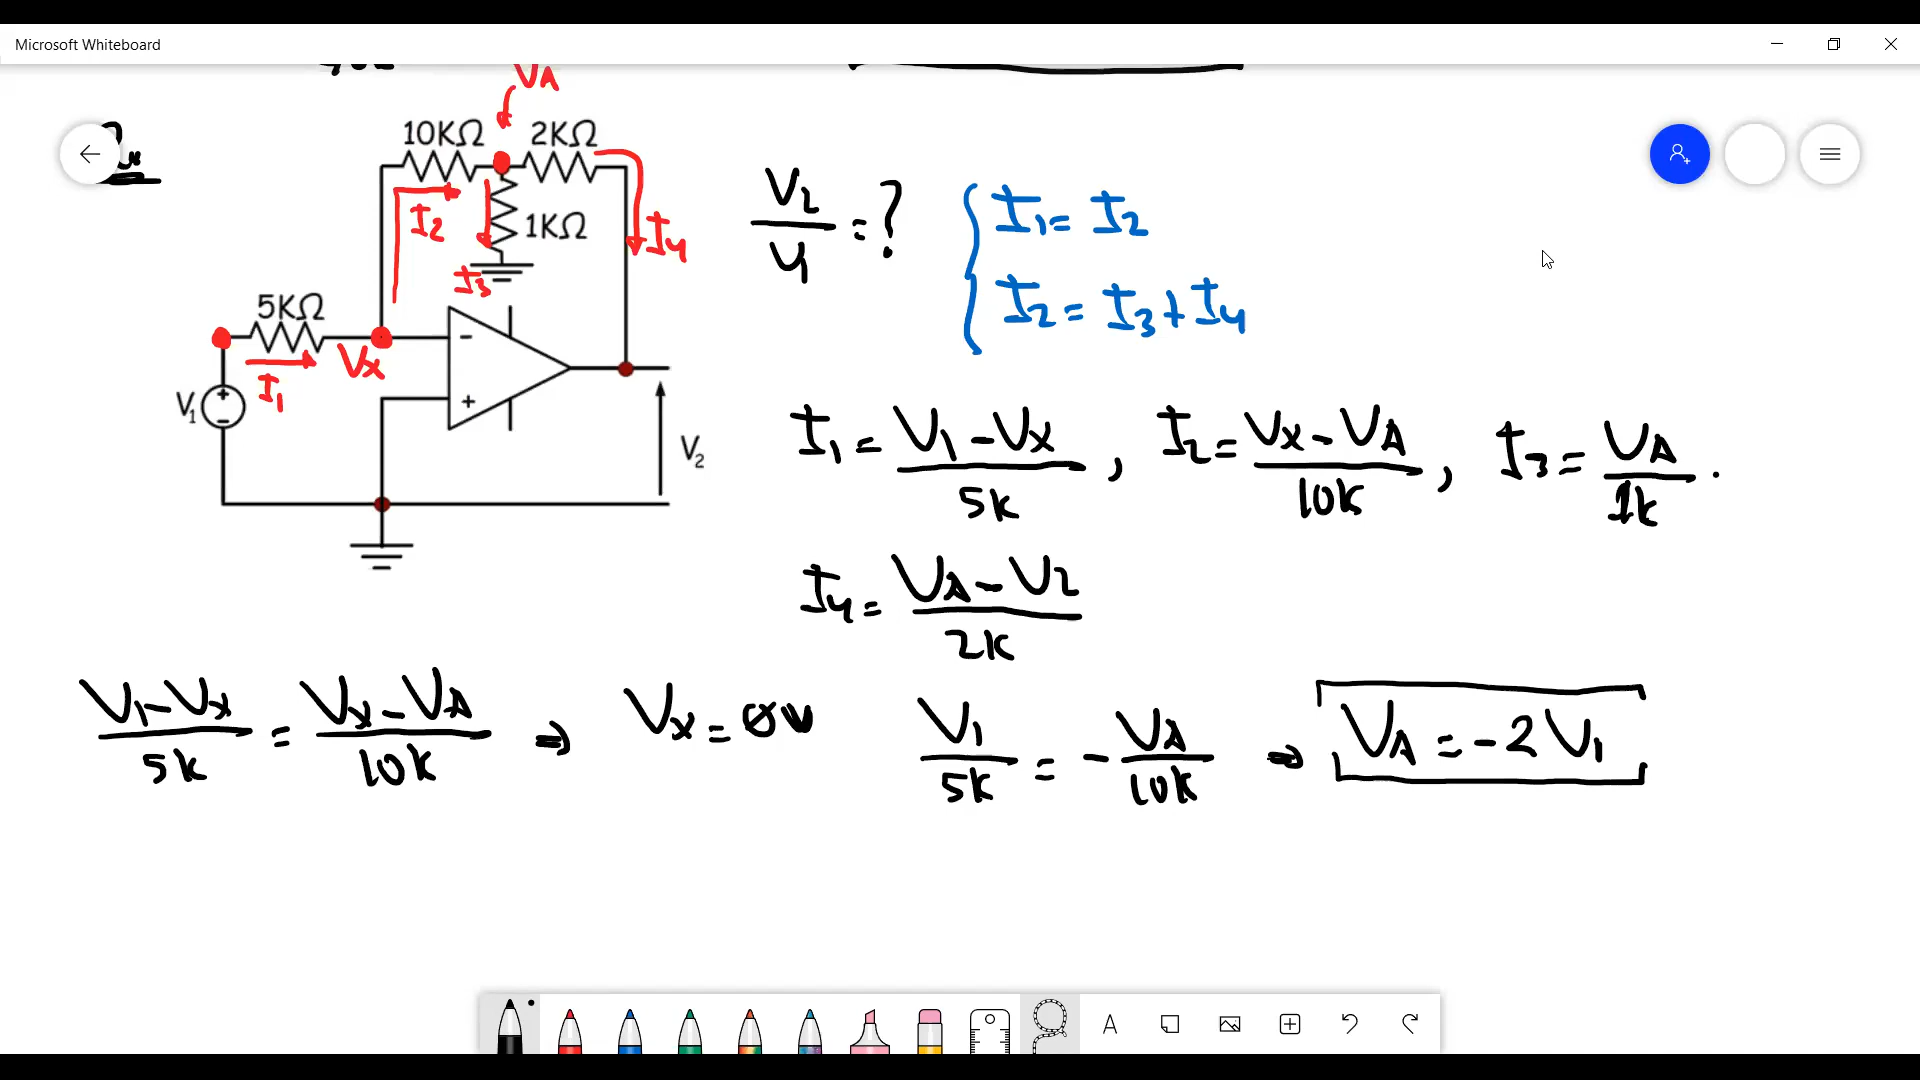 Microsoft Whiteboard
VA
10KΩ 2KΩ
I2 1KΩ I4
I3
5KΩ
I1 Vx
V1 + -
- +
V2
V2/V1 = ?
I1 = I2
I2 = I3 + I4
I1 = (V1 - Vx)/5k , I2 = (Vx - VA)/10k , I3 = VA/1k .
I4 = (VA - V2)/2k
(V1 - Vx)/5k = (Vx - VA)/10k ⇒ Vx = 0V V1/5k = - VA/10k ⇒ VA = -2V1
A